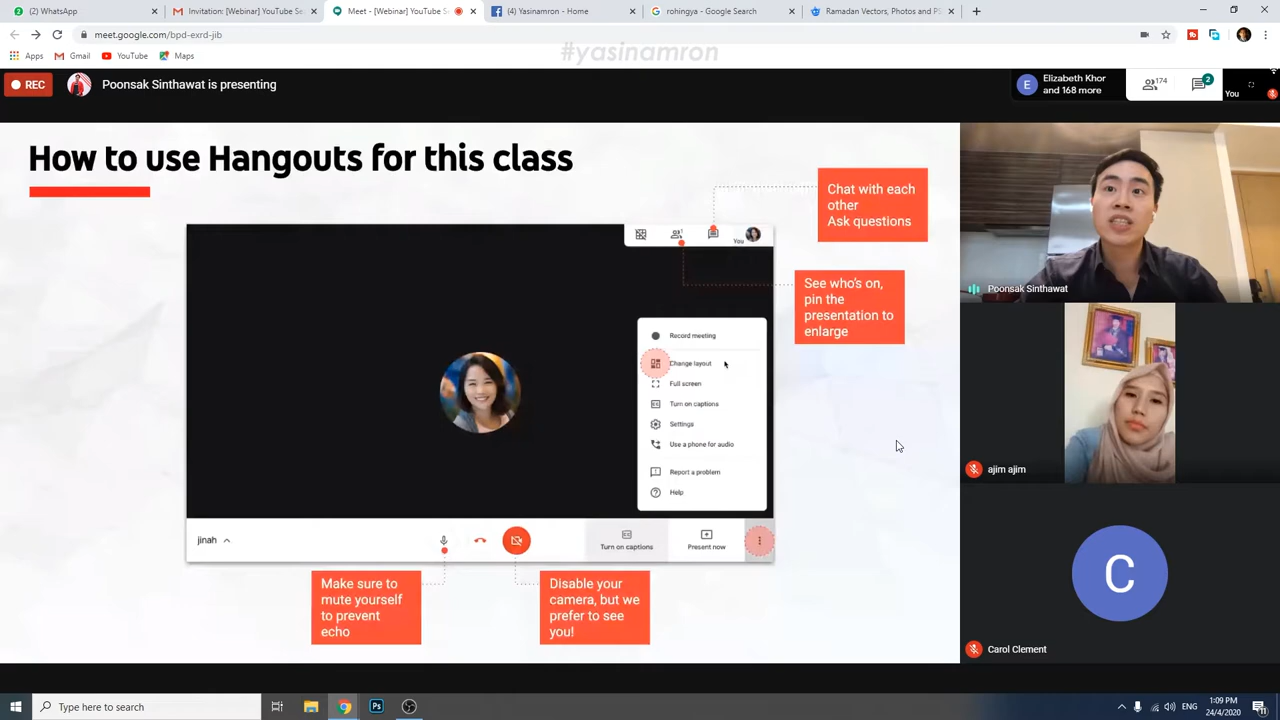 (2) WhatsApp
Invitation: [Webinar] YouTube Se
Meet - [Webinar] YouTube S
(4) Yasinamron - Home
rohingya - Google Search
Ramadan Vectors, Photos and PS
meet.google.com/bpd-exrd-jib
Apps
Gmail
YouTube
Maps
#yasinamron
REC
Poonsak Sinthawat is presenting
E
Elizabeth Khor
and 168 more
174
2
You
How to use Hangouts for this class
Chat with each
other
Ask questions
You
See who's on,
pin the
presentation to
enlarge
Record meeting
Change layout
Full screen
Turn on captions
Settings
Use a phone for audio
Report a problem
Help
jinah
Turn on captions
Present now
Make sure to
mute yourself
to prevent
echo
Disable your
camera, but we
prefer to see
you!
Poonsak Sinthawat
ajim ajim
C
Carol Clement
Type here to search
Ps
ENG
1:09 PM
24/4/2020